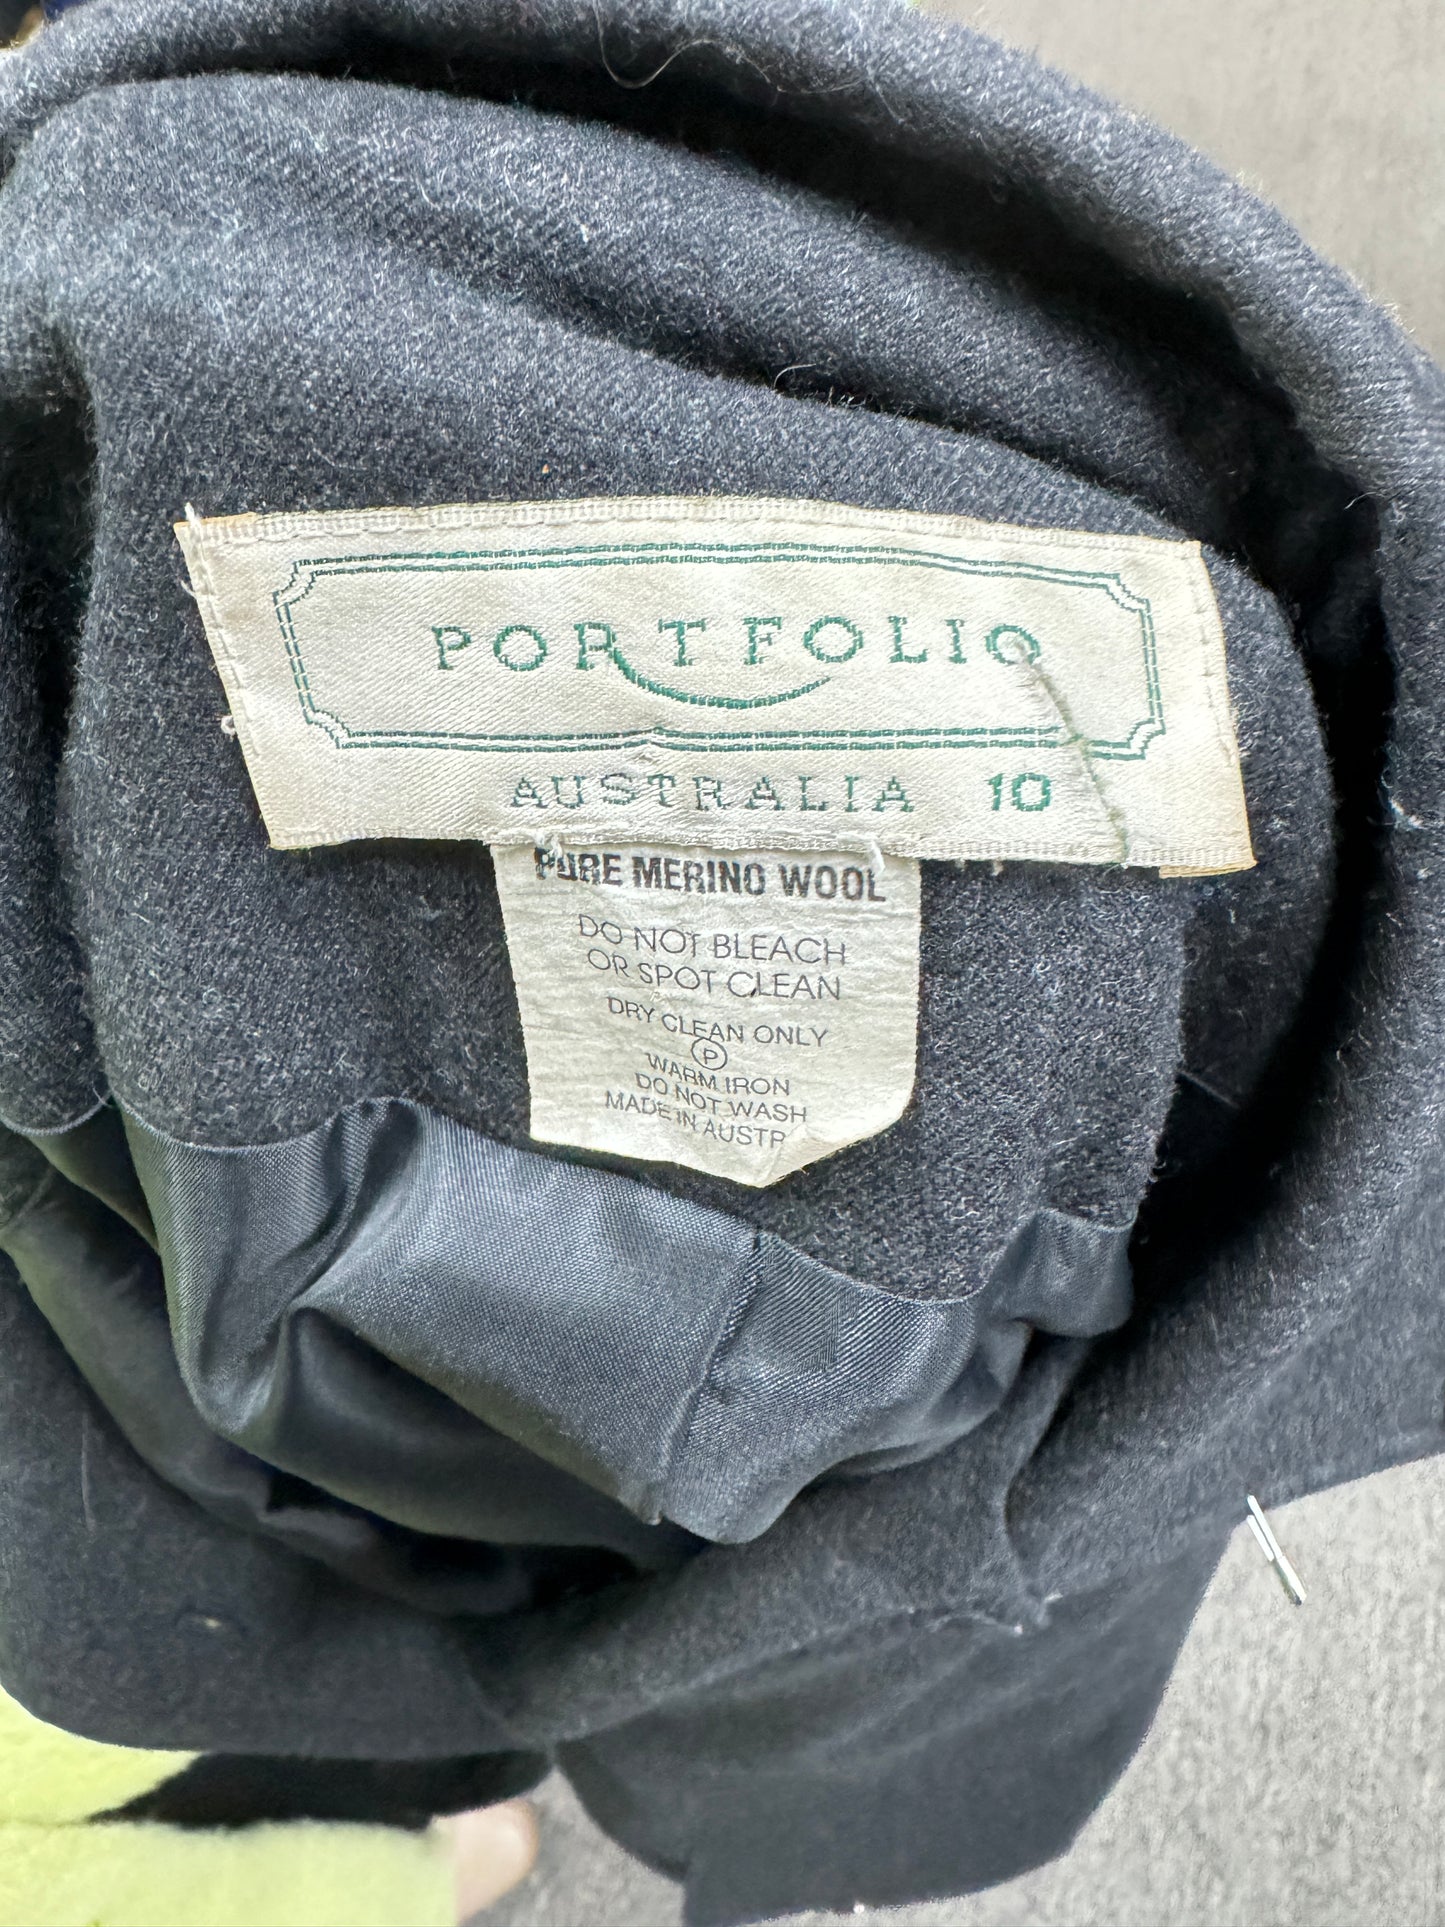 PORTFOLIO
AUSTRALIA 10
PURE MERINO WOOL
DO NOT BLEACH
OR SPOT CLEAN
DRY CLEAN ONLY
P
WARM IRON
DO NOT WASH
MADE IN AUSTR